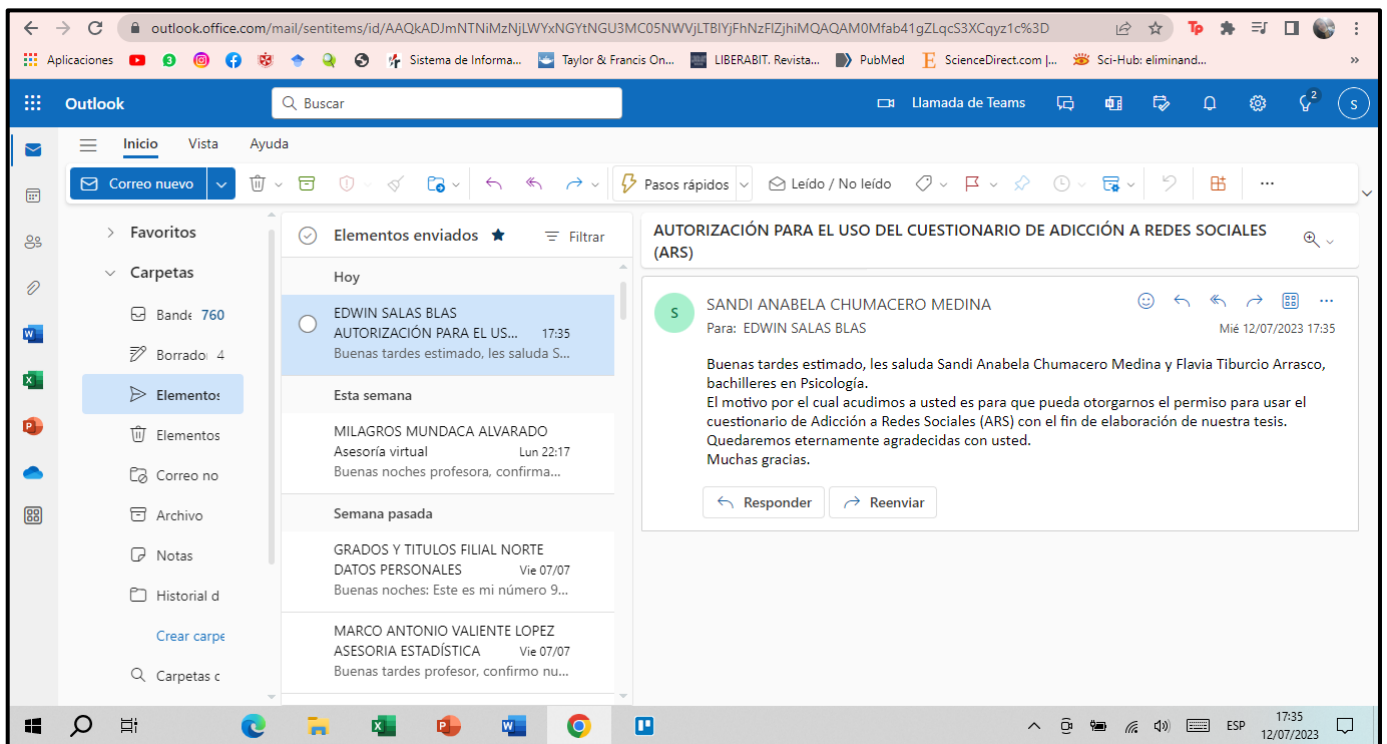 outlook.office.com/mail/sentitems/id/AAQkADJmNTNiMzNjLWYxNGYtNGU3MC05NWVjLTBlYjFhNzFlZjhiMQAQAM0Mfab41gZLqcS3XCqyz1c%3D
Aplicaciones
Sistema de Informa...
Taylor & Francis On...
LIBERABIT. Revista...
PubMed
ScienceDirect.com |...
Sci-Hub: eliminand...
»
Outlook
Buscar
Llamada de Teams
2
S
Inicio Vista Ayuda
Correo nuevo
Pasos rápidos
Leído / No leído
Favoritos
Carpetas
Bande 760
Borrador 4
Elementos
Elementos
Correo no
Archivo
Notas
Historial d
Crear carpe
Carpetas c
Elementos enviados
Filtrar
Hoy
EDWIN SALAS BLAS
AUTORIZACIÓN PARA EL US... 17:35
Buenas tardes estimado, les saluda S...
Esta semana
MILAGROS MUNDACA ALVARADO
Asesoría virtual Lun 22:17
Buenas noches profesora, confirma...
Semana pasada
GRADOS Y TITULOS FILIAL NORTE
DATOS PERSONALES Vie 07/07
Buenas noches: Este es mi número 9...
MARCO ANTONIO VALIENTE LOPEZ
ASESORIA ESTADÍSTICA Vie 07/07
Buenas tardes profesor, confirmo nu...
AUTORIZACIÓN PARA EL USO DEL CUESTIONARIO DE ADICCIÓN A REDES SOCIALES
(ARS)
S
SANDI ANABELA CHUMACERO MEDINA
Para: EDWIN SALAS BLAS
Mié 12/07/2023 17:35
Buenas tardes estimado, les saluda Sandi Anabela Chumacero Medina y Flavia Tiburcio Arrasco,
bachilleres en Psicología.
El motivo por el cual acudimos a usted es para que pueda otorgarnos el permiso para usar el
cuestionario de Adicción a Redes Sociales (ARS) con el fin de elaboración de nuestra tesis.
Quedaremos eternamente agradecidas con usted.
Muchas gracias.
Responder
Reenviar
ESP
17:35
12/07/2023